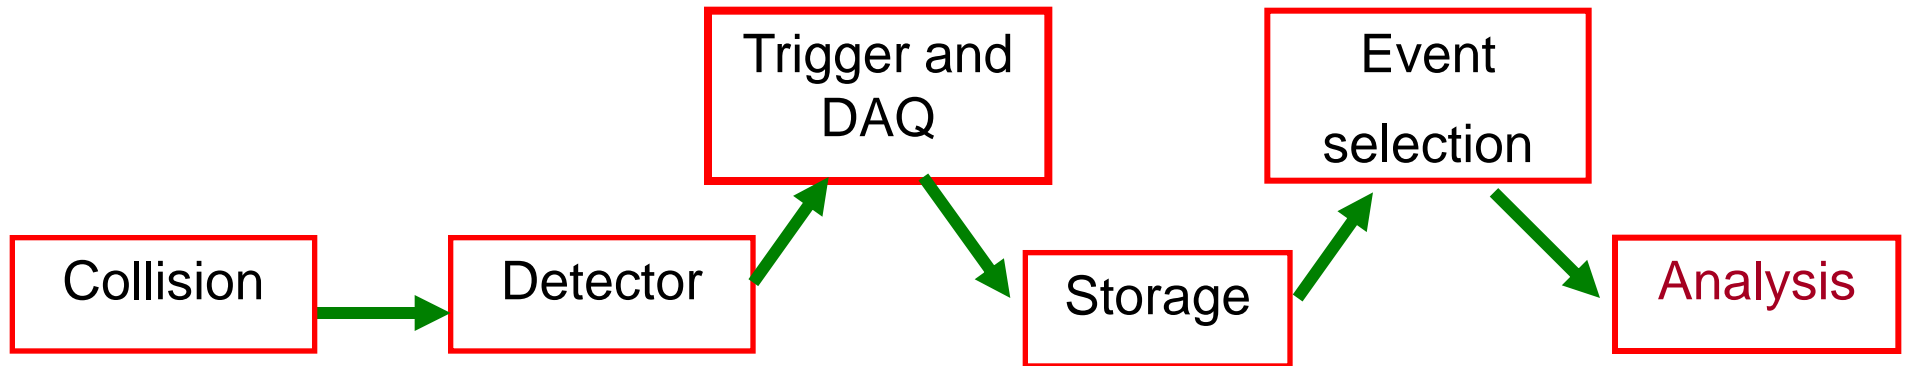 Collision
Detector
Trigger and
DAQ
Storage
Event
selection
Analysis